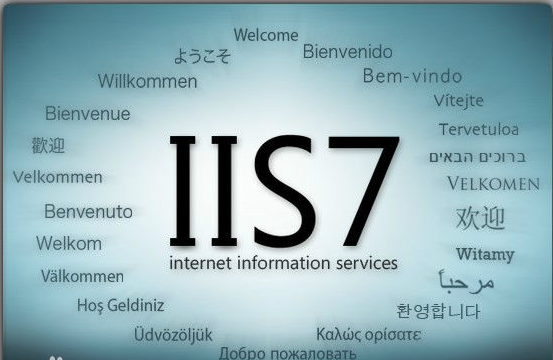 Welcome
ようこそ
Bienvenido
Willkommen
Bem-vindo
Bienvenue
Vítejte
Tervetuloa
歡迎
ברוכים הבאים
Velkommen
VELKOMEN
IIS7
Benvenuto
欢迎
Welkom
Witamy
internet information services
Välkommen
مرحباً
Hoş Geldiniz
환영합니다
Üdvözöljük
Καλώς ορίσατε
Добро пожаловать